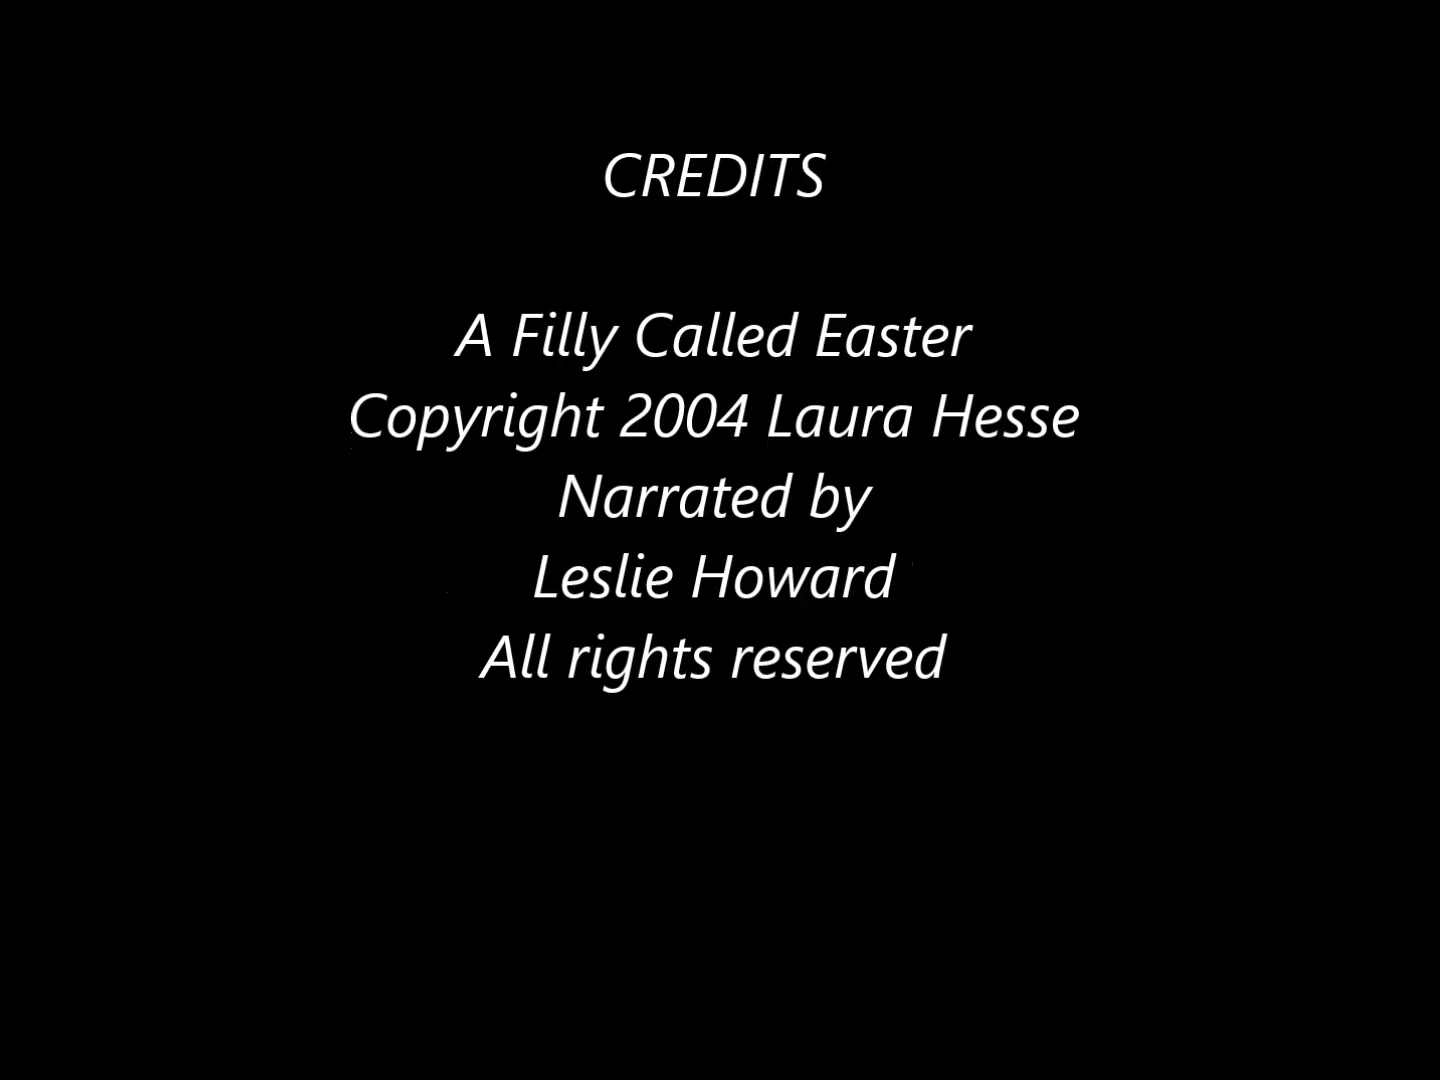 CREDITS
A Filly Called Easter
Copyright 2004 Laura Hesse
Narrated by
Leslie Howard
All rights reserved